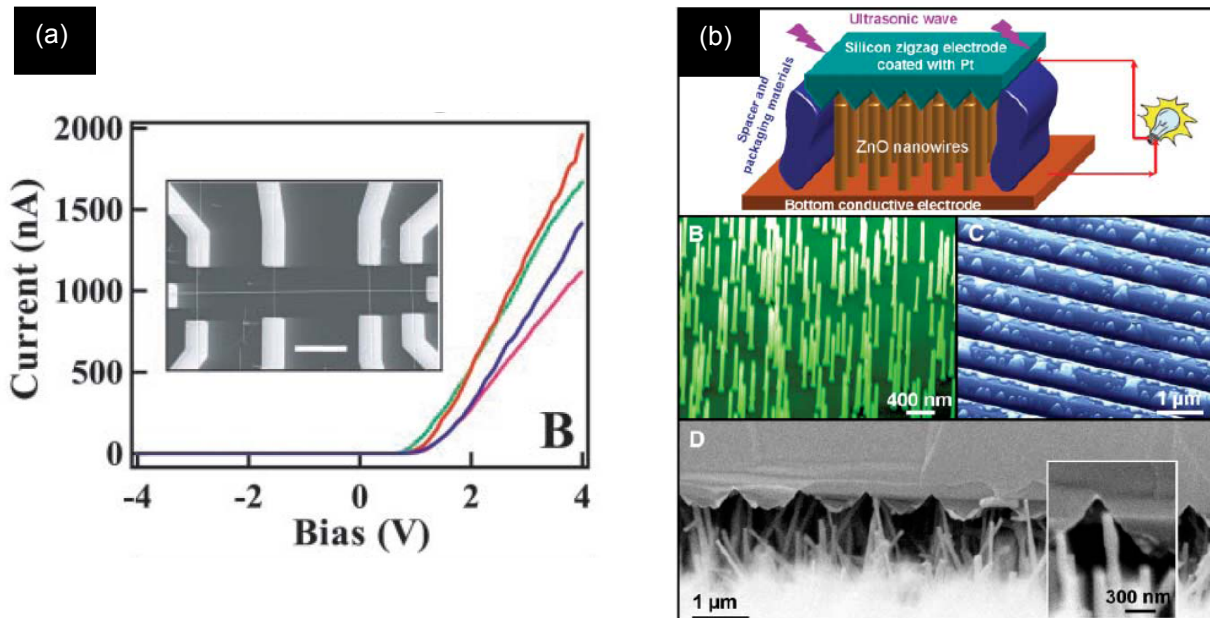 (a)
2000
1500
1000
500
0
-4
-2
0
2
4
Current (nA)
Bias (V)
B
(b)
Ultrasonic wave
Silicon zigzag electrode
coated with Pt
Spacer and
packaging materials
ZnO nanowires
Bottom conductive electrode
B
400 nm
C
1 µm
D
1 µm
300 nm